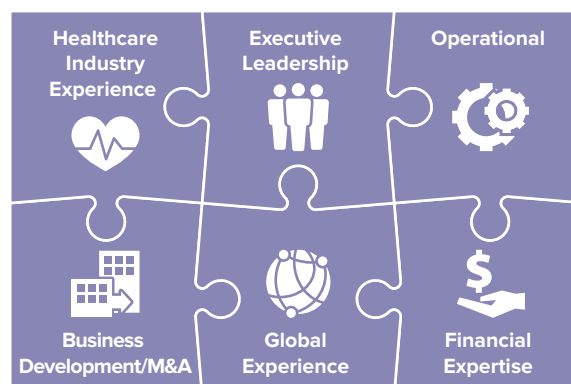 Healthcare
Industry
Experience
Executive
Leadership
Operational
$
Business
Development/M&A
Global
Experience
Financial
Expertise